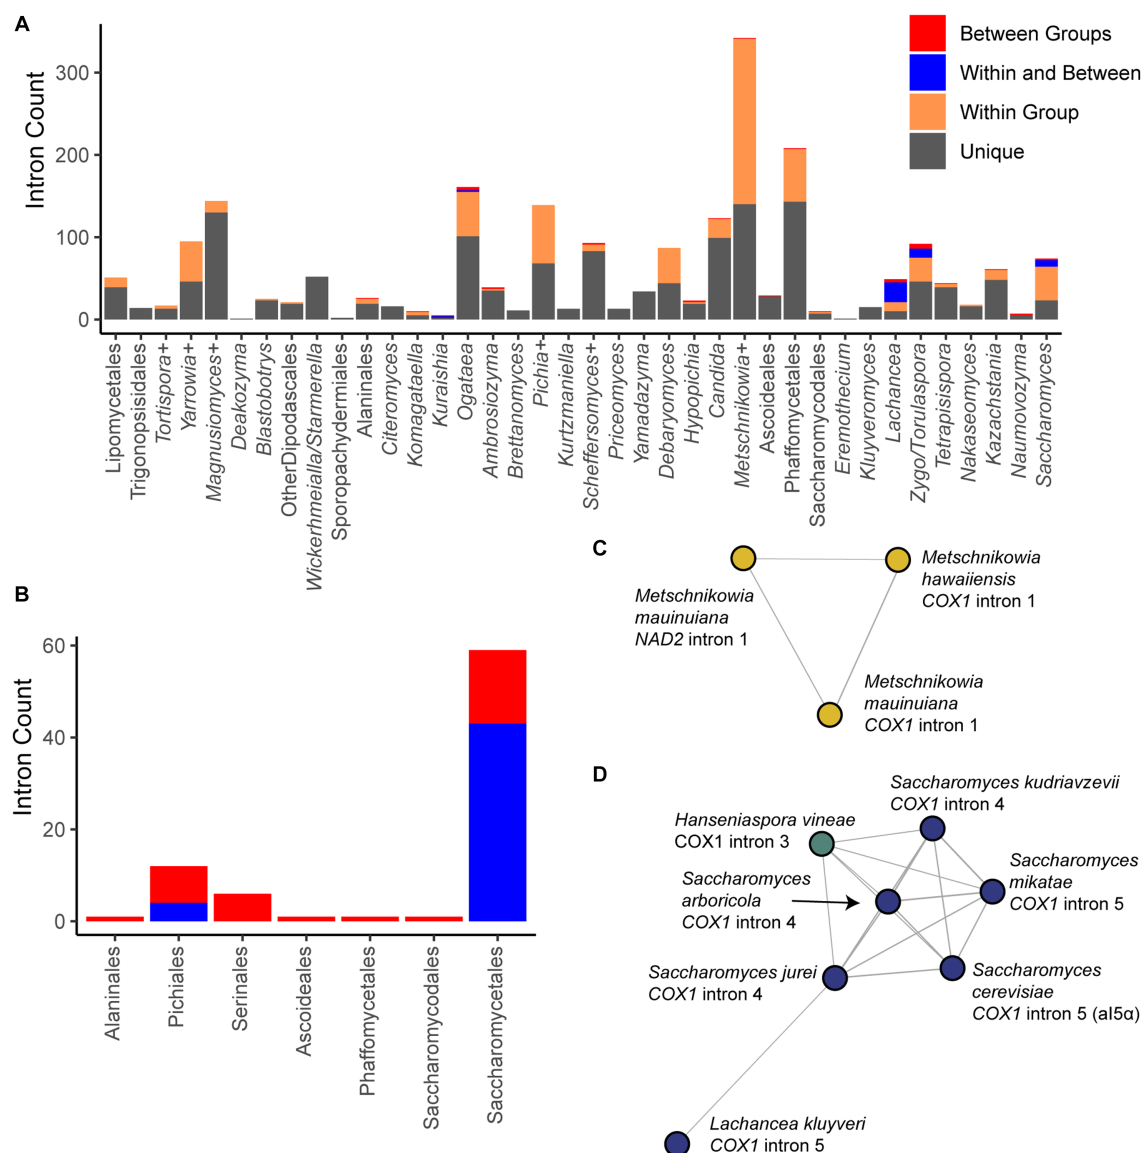 A
Intron Count
300
200
100
0
Between Groups
Within and Between
Within Group
Unique
Lipomycetales
Trigonopsisidales
Tortispora+
Yarrowia+
Magnusiomyces+
Deakozyma
Blastobotrys
OtherDipodascales
Wickerhmeialla/Starmerella
Sporopachydermiales
Alaninales
Citeromyces
Komagataella
Kuraishia
Ogataea
Ambrosiozyma
Brettanomyces
Pichia+
Kurtzmaniella
Scheffersomyces+
Priceomyces
Yamadazyma
Debaryomyces
Hypopichia
Candida
Metschnikowia+
Ascoideales
Phaffomycetales
Saccharomycodales
Eremothecium
Kluyveromyces
Lachancea
Zygo/Torulaspora
Tetrapisispora
Nakaseomyces
Kazachstania
Naumovozyma
Saccharomyces
B
Intron Count
60
40
20
0
Alaninales
Pichiales
Serinales
Ascoideales
Phaffomycetales
Saccharomycodales
Saccharomycetales
C
Metschnikowia
mauinuiana
NAD2 intron 1
Metschnikowia
hawaiiensis
COX1 intron 1
Metschnikowia
mauinuiana
COX1 intron 1
D
Saccharomyces kudriavzevii
COX1 intron 4
Hanseniaspora vineae
COX1 intron 3
Saccharomyces
mikatae
COX1 intron 5
Saccharomyces
arboricola
COX1 intron 4
Saccharomyces jurei
COX1 intron 4
Saccharomyces
cerevisiae
COX1 intron 5 (aI5α)
Lachancea kluyveri
COX1 intron 5